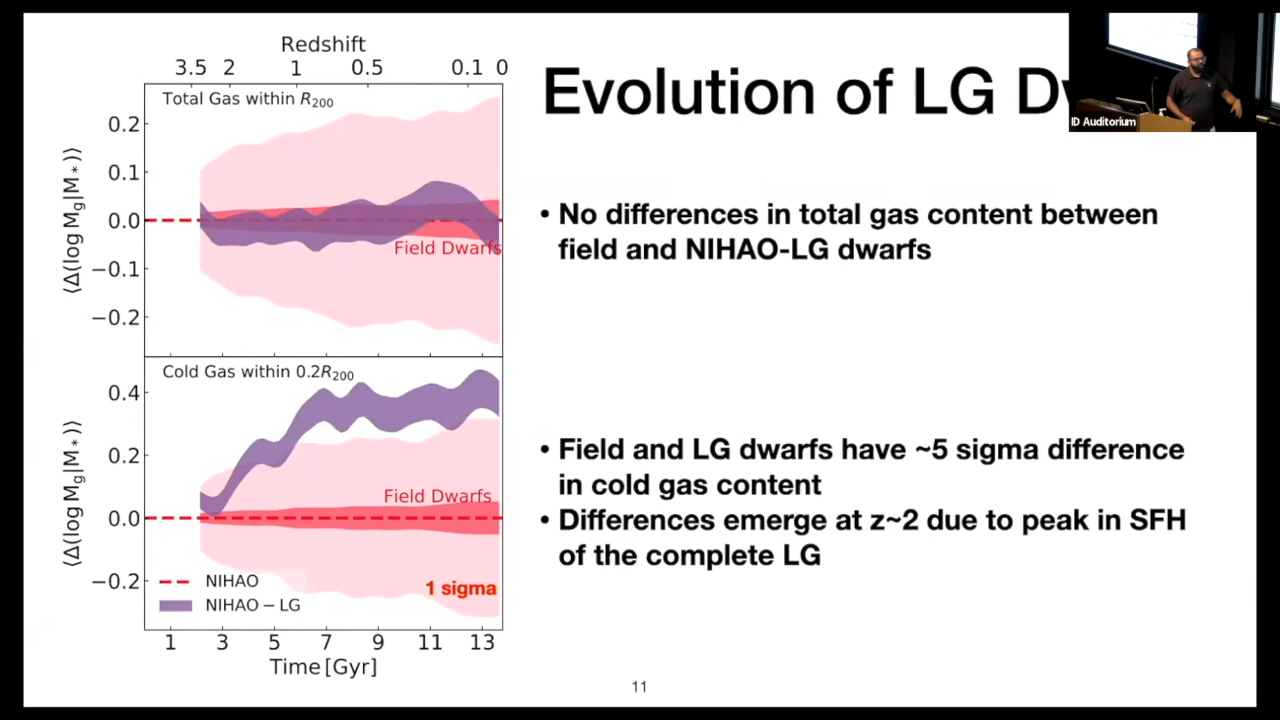 Redshift
3.5 2 1 0.5 0.1 0
Total Gas within R200
0.2
0.1
0.0
−0.1
−0.2
⟨Δ(log Mg|M*)⟩
Field Dwarfs
Cold Gas within 0.2R200
0.4
0.2
0.0
−0.2
⟨Δ(log Mg|M*)⟩
Field Dwarfs
1 sigma
NIHAO
NIHAO − LG
1 3 5 7 9 11 13
Time [Gyr]
Evolution of LG
ID Auditorium
• No differences in total gas content between
field and NIHAO-LG dwarfs
• Field and LG dwarfs have ~5 sigma difference
in cold gas content
• Differences emerge at z~2 due to peak in SFH
of the complete LG
11